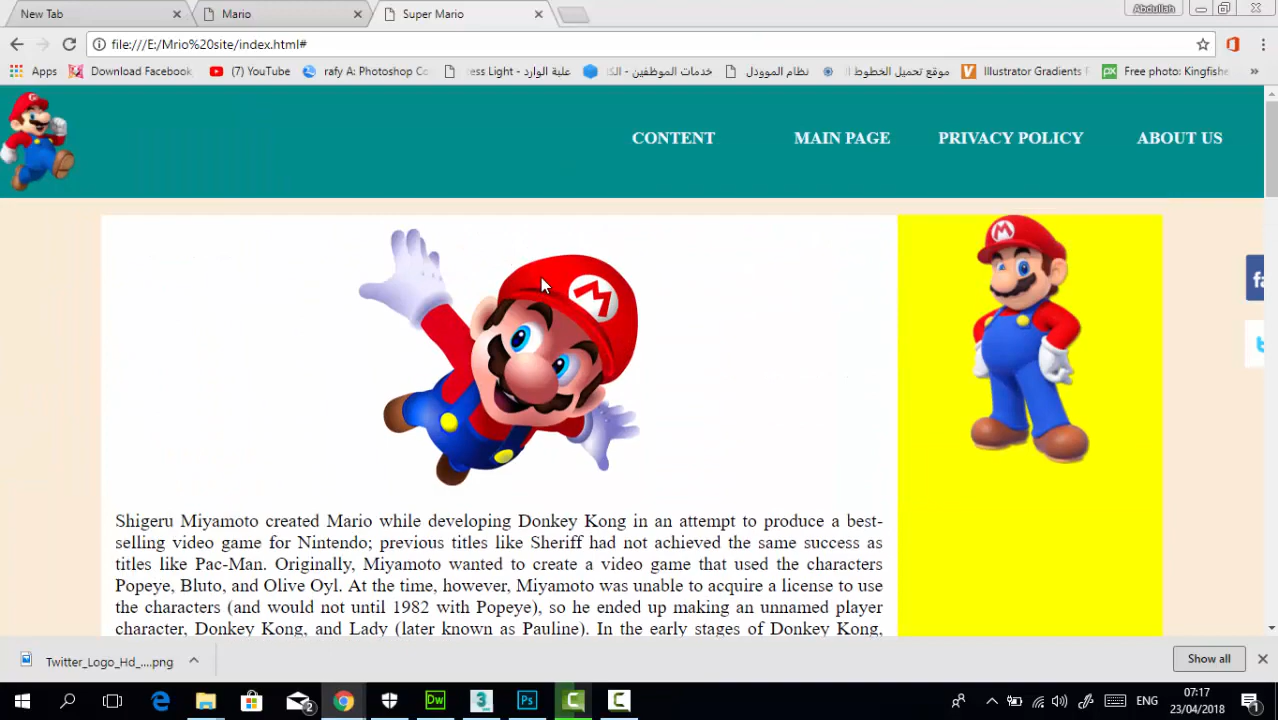 New Tab
Mario
Super Mario
Abdullah
file:///E:/Mrio%20site/index.html#
Apps
Download Facebook
(7) YouTube
rafy A: Photoshop Co
علبة الوارد - ess Light
خدمات الموظفين - الكا
نظام الموودل
موقع تحميل الخطوط ا
Illustrator Gradients
Free photo: Kingfishe
CONTENT
MAIN PAGE
PRIVACY POLICY
ABOUT US
Shigeru Miyamoto created Mario while developing Donkey Kong in an attempt to produce a best-
selling video game for Nintendo; previous titles like Sheriff had not achieved the same success as
titles like Pac-Man. Originally, Miyamoto wanted to create a video game that used the characters
Popeye, Bluto, and Olive Oyl. At the time, however, Miyamoto was unable to acquire a license to use
the characters (and would not until 1982 with Popeye), so he ended up making an unnamed player
character, Donkey Kong, and Lady (later known as Pauline). In the early stages of Donkey Kong,
Twitter_Logo_Hd_....png
Show all
ENG
07:17
23/04/2018